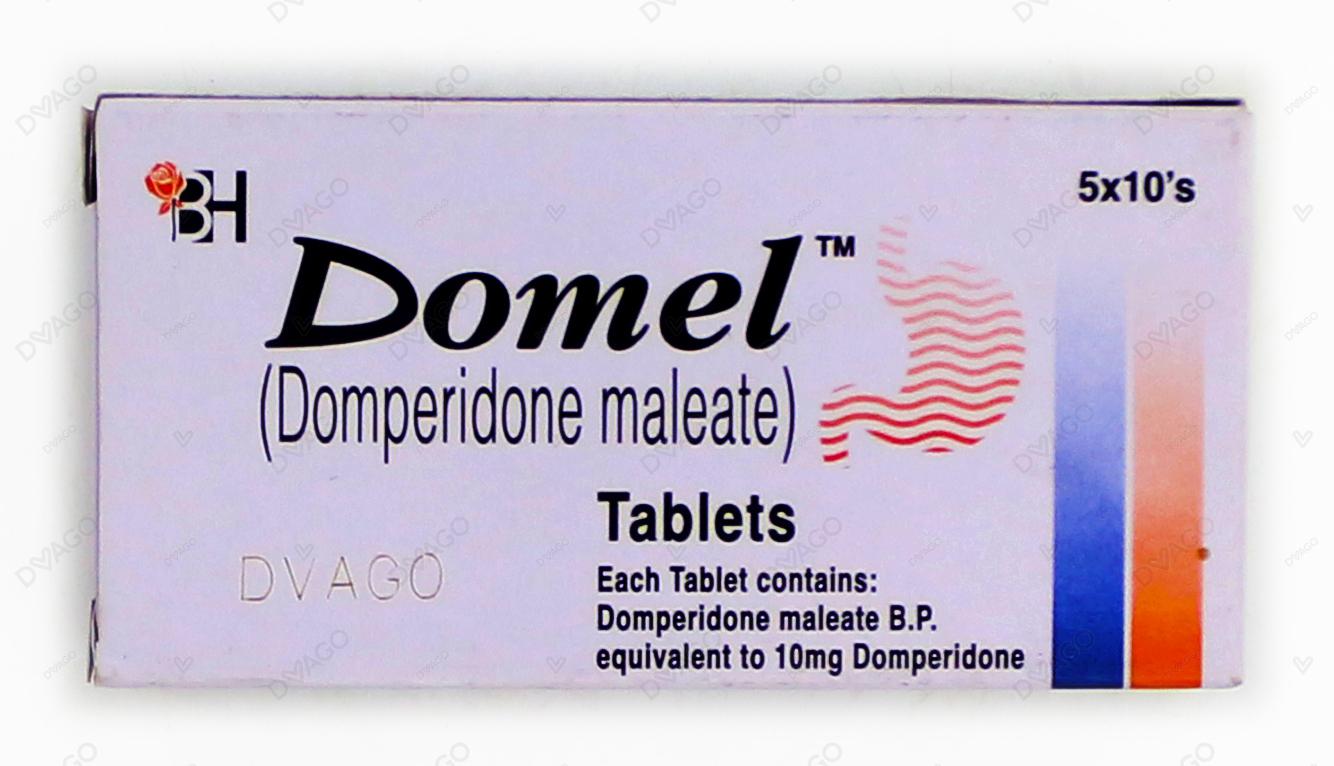 BH
5x10's
Domel™
(Domperidone maleate)
Tablets
Each Tablet contains:
Domperidone maleate B.P.
equivalent to 10mg Domperidone
DVAGO